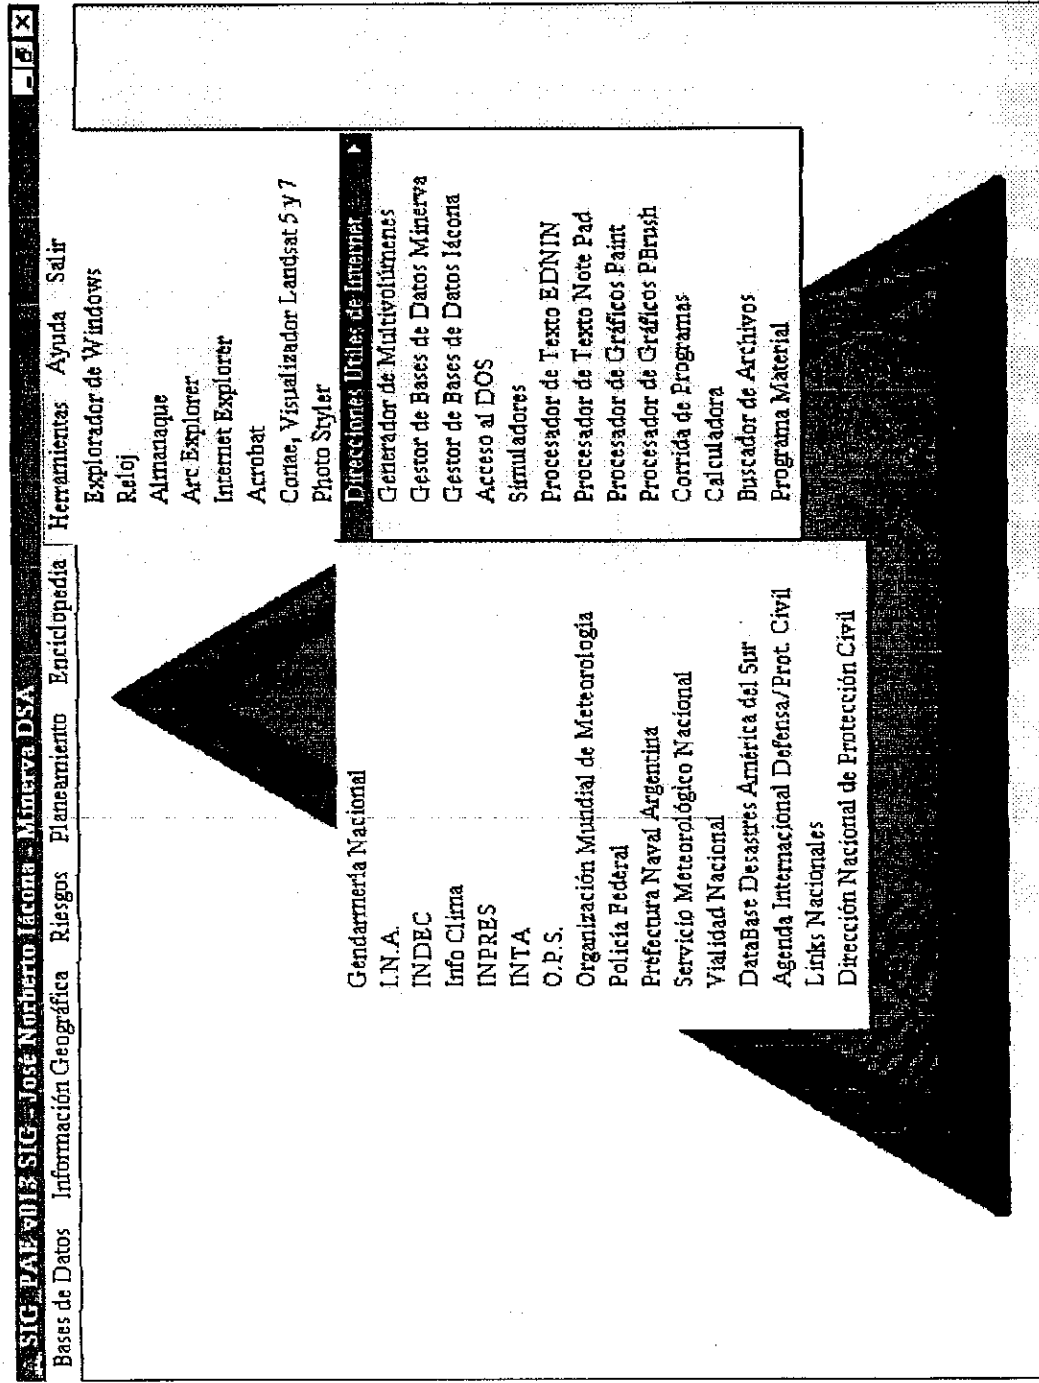 SIG-PAE v01B SIG - José Norberto Iácona - Minerva DSA
Bases de Datos Información Geográfica Riesgos Planeamiento Enciclopedia Herramientas Ayuda Salir
Explorador de Windows
Reloj
Almanaque
Arc Explorer
Internet Explorer
Acrobat
Conae, Visualizador Landsat 5 y 7
Photo Styler
Direcciones Utiles de Internet
Generador de Multivolúmenes
Gestor de Bases de Datos Minerva
Gestor de Bases de Datos Iácona
Acceso al DOS
Simuladores
Procesador de Texto EDNIN
Procesador de Texto Note Pad
Procesador de Gráficos Paint
Procesador de Gráficos PBrush
Corrida de Programas
Calculadora
Buscador de Archivos
Programa Material
Gendarmería Nacional
I.N.A.
INDEC
Info Clima
INPRES
INTA
O.P.S.
Organización Mundial de Meteorología
Policía Federal
Prefectura Naval Argentina
Servicio Meteorológico Nacional
Vialidad Nacional
DataBase Desastres América del Sur
Agenda Internacional Defensa/Prot. Civil
Links Nacionales
Dirección Nacional de Protección Civil